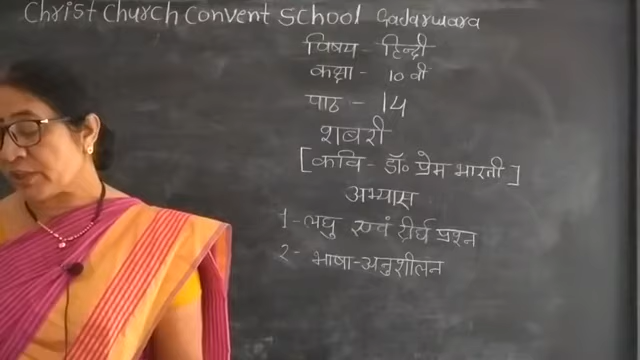 Christ Church Convent School Gadarwara
विषय - हिन्दी
कक्षा - 10 वीं
पाठ - 14
शबरी
[कवि - डॉ॰ प्रेम भारती]
अभ्यास
1- लघु एवं दीर्घ प्रश्न
2- भाषा-अनुशीलन